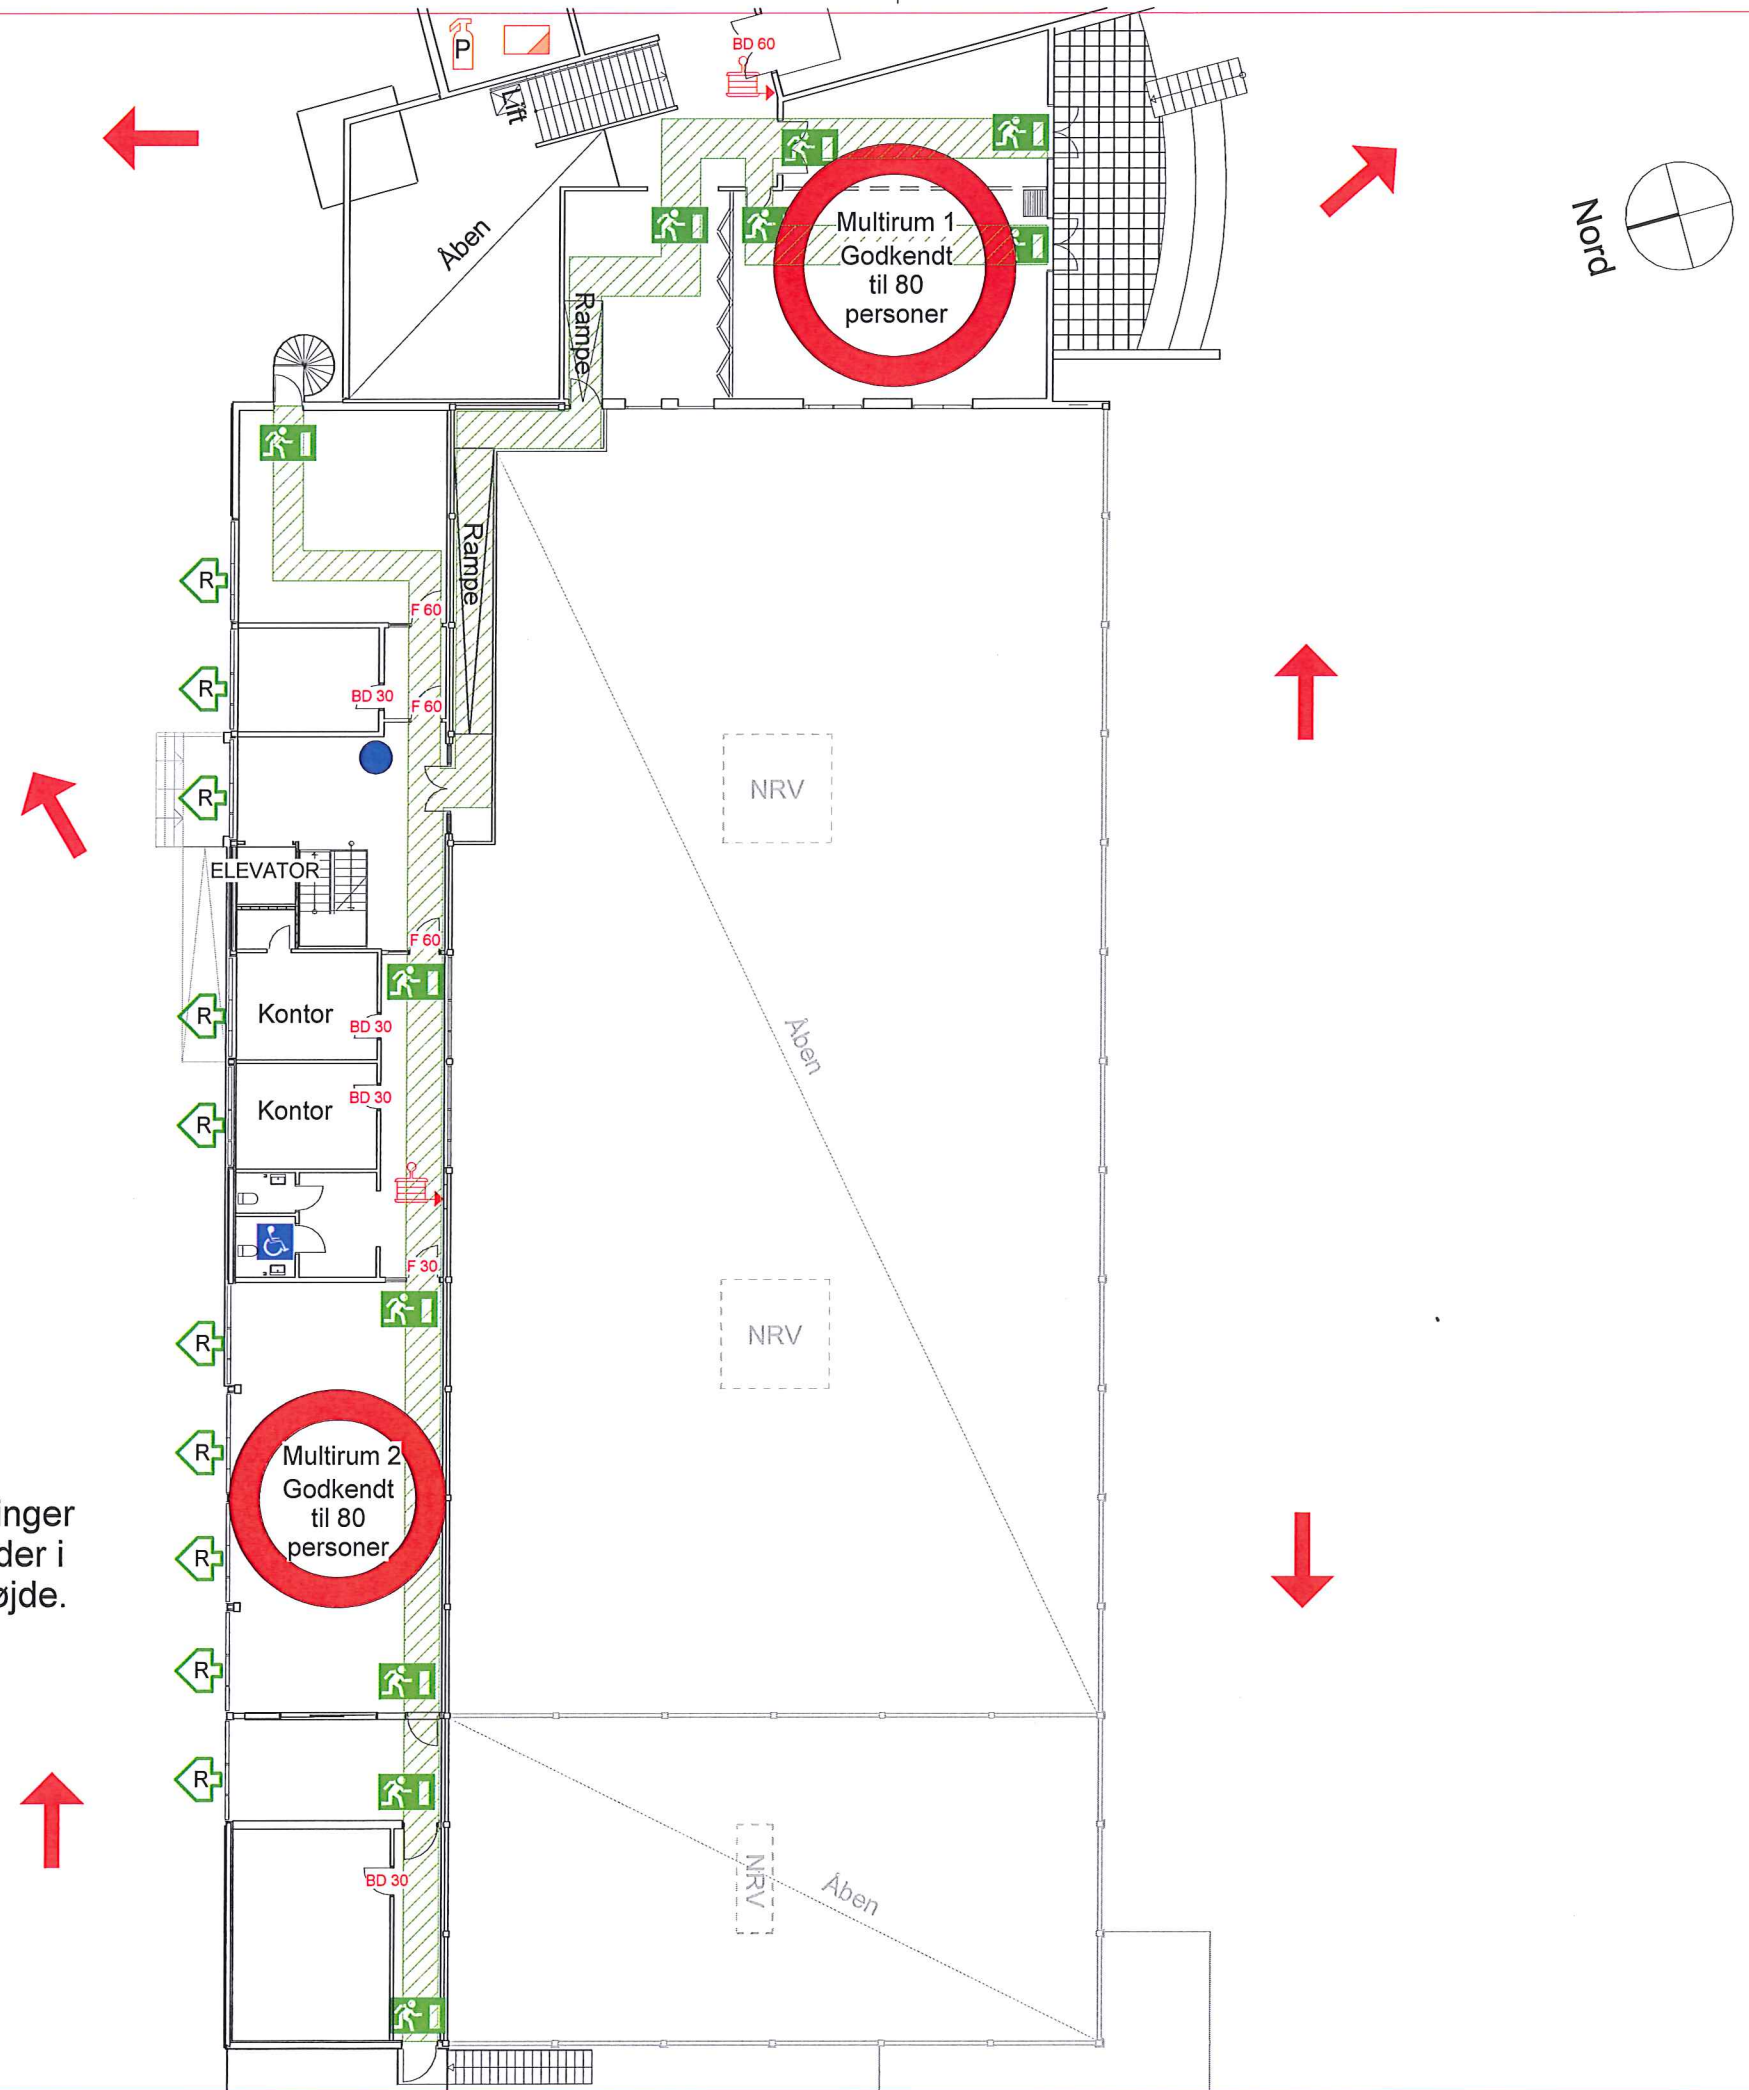 P
BD 60
Lift
Nord
Åben
Multirum 1
Godkendt
til 80
personer
Rampe
Rampe
R
F 60
R
BD 30
F 60
NRV
R
ELEVATOR
F 60
R
Kontor
BD 30
Åben
R
Kontor
BD 30
F 30
R
NRV
R
Multirum 2
Godkendt
til 80
personer
inger
der i
øjde.
R
R
R
BD 30
NRV
Åben